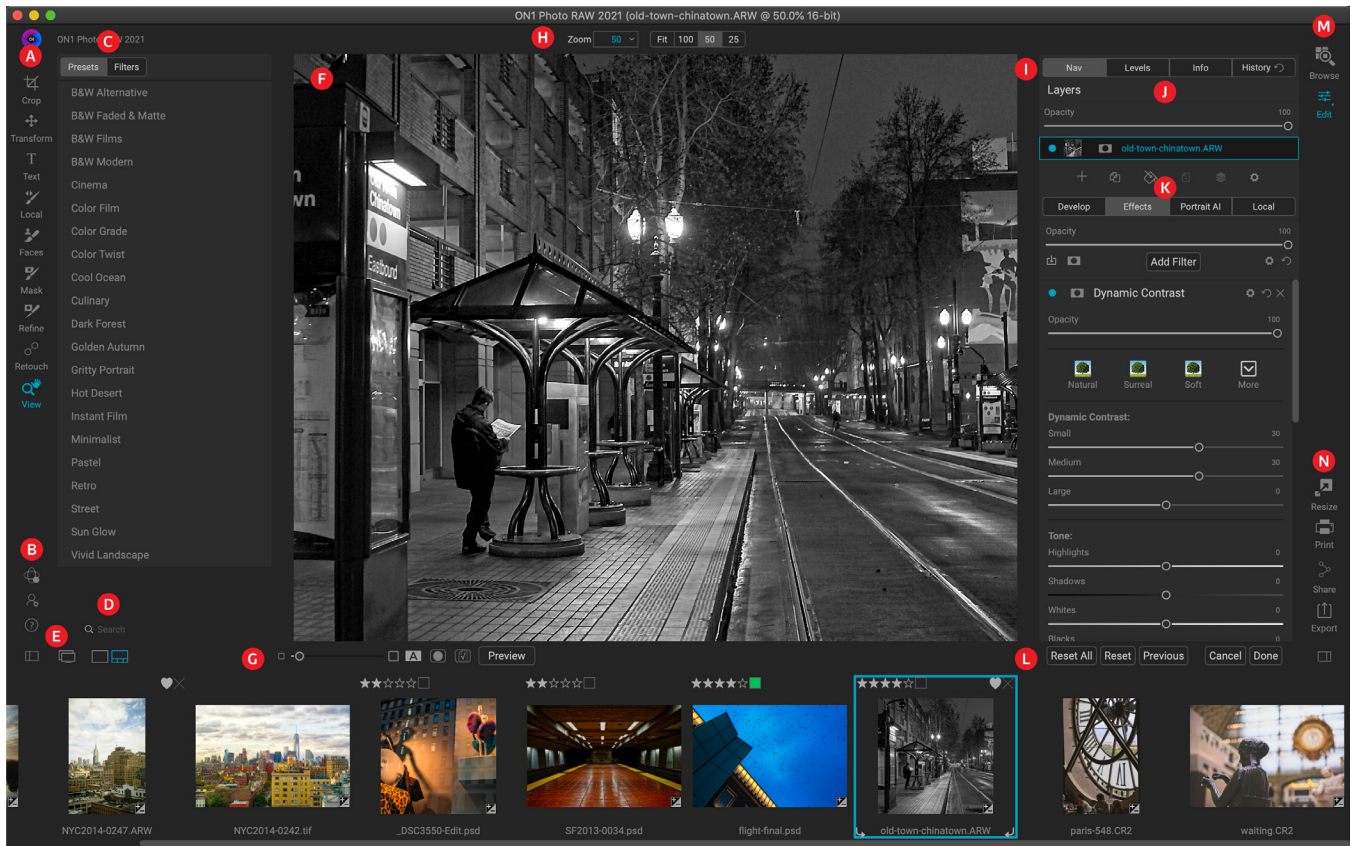 ON1 Photo RAW 2021 (old-town-chinatown.ARW @ 50.0% 16-bit)
ON1 Photo RAW 2021
H
Zoom 50
Fit 100 50 25
M
A
C
Presets Filters
F
I
Nav Levels Info History
Browse
Layers
J
Crop
B&W Alternative
Opacity 100
Edit
Transform
B&W Faded & Matte
B&W Films
old-town-chinatown.ARW
Text
B&W Modern
Cinema
K
Local
Color Film
Develop Effects Portrait AI Local
Color Grade
Opacity 100
Faces
Color Twist
Add Filter
Mask
Cool Ocean
Culinary
Dynamic Contrast
Refine
Dark Forest
Opacity 100
Golden Autumn
Retouch
Gritty Portrait
Natural Surreal Soft More
View
Hot Desert
Instant Film
Dynamic Contrast:
Small 30
Minimalist
Medium 30
Pastel
N
Retro
Large 0
Resize
Street
Sun Glow
Tone:
Print
B
Vivid Landscape
Highlights 0
Shadows 0
Share
D
Whites 0
Search
Export
E
Blacks 0
G
A
Preview
L
Reset All Reset Previous Cancel Done
Chinatown
Eastbound
NYC2014-0247.ARW
NYC2014-0242.tif
_DSC3550-Edit.psd
SF2013-0034.psd
flight-final.psd
old-town-chinatown.ARW
paris-548.CR2
waiting.CR2